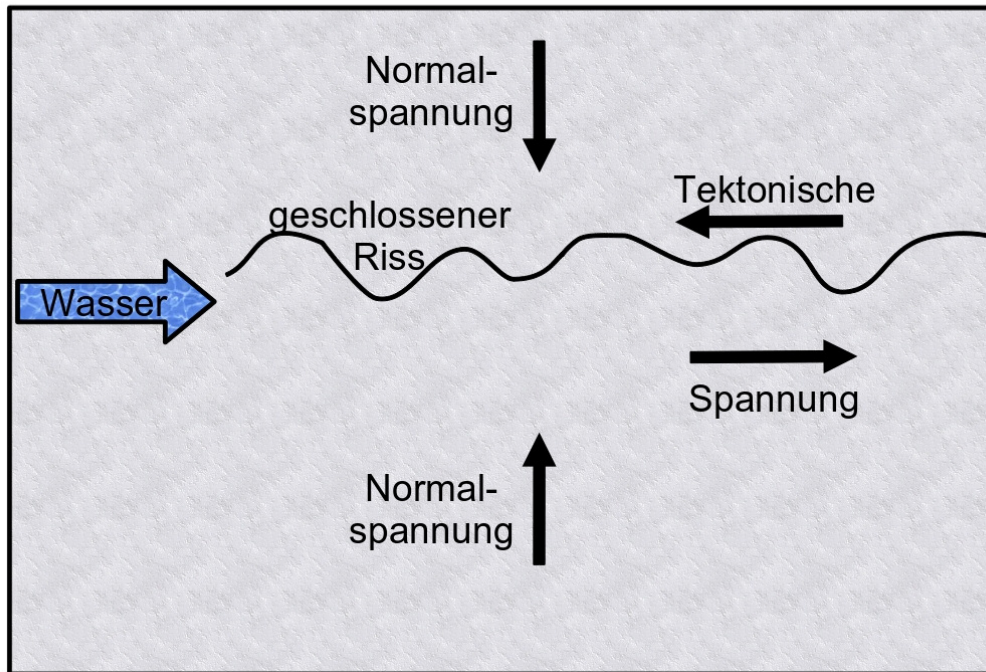 Normal-
spannung
Tektonische
geschlossener
Riss
Wasser
Spannung
Normal-
spannung